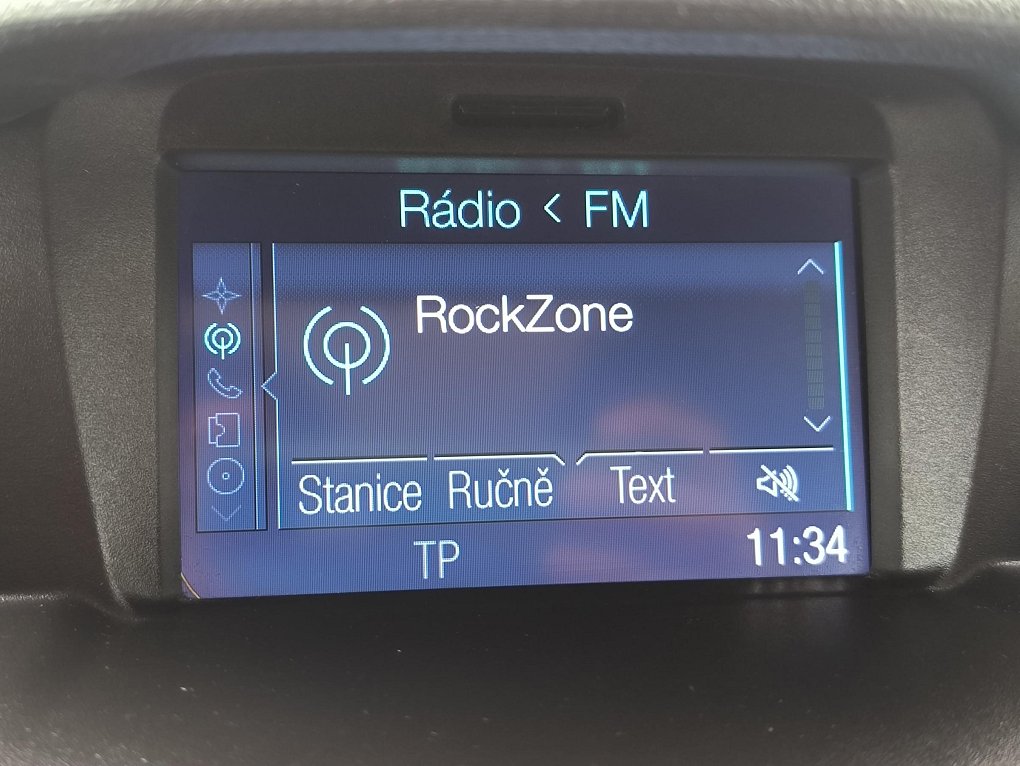 Rádio < FM
RockZone
Stanice Ručně Text
TP 11:34